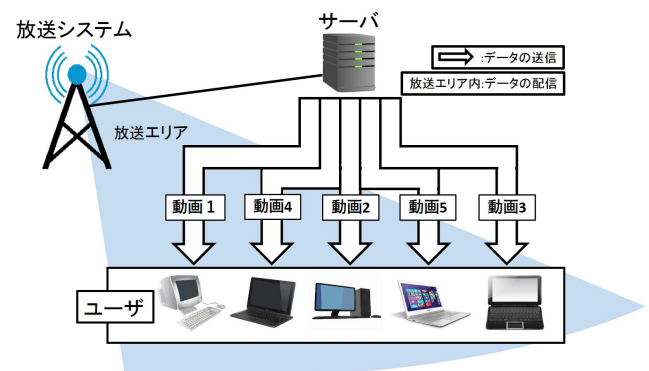 放送システム
サーバ
:データの送信
放送エリア内:データの配信
放送エリア
動画１
動画4
動画2
動画5
動画3
ユーザ